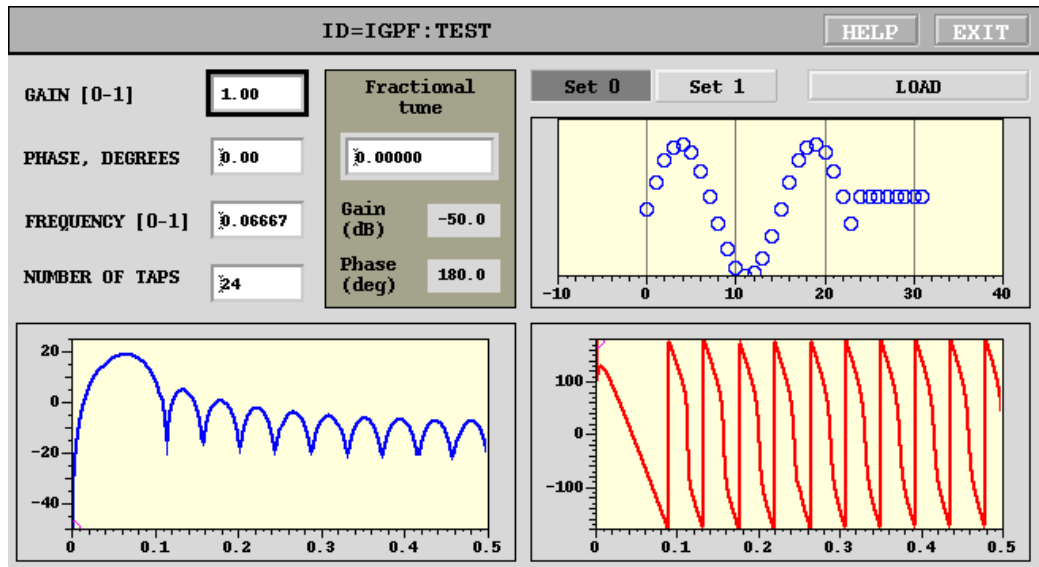 ID=IGPF:TEST HELP EXIT
GAIN [0-1] 1.00
PHASE, DEGREES 0.00
FREQUENCY [0-1] 0.06667
NUMBER OF TAPS 24
Fractional
tune
0.00000
Gain
(dB) -50.0
Phase
(deg) 180.0
Set 0 Set 1 LOAD
-10 0 10 20 30 40
20
0
-20
-40
0 0.1 0.2 0.3 0.4 0.5
100
0
-100
0 0.1 0.2 0.3 0.4 0.5